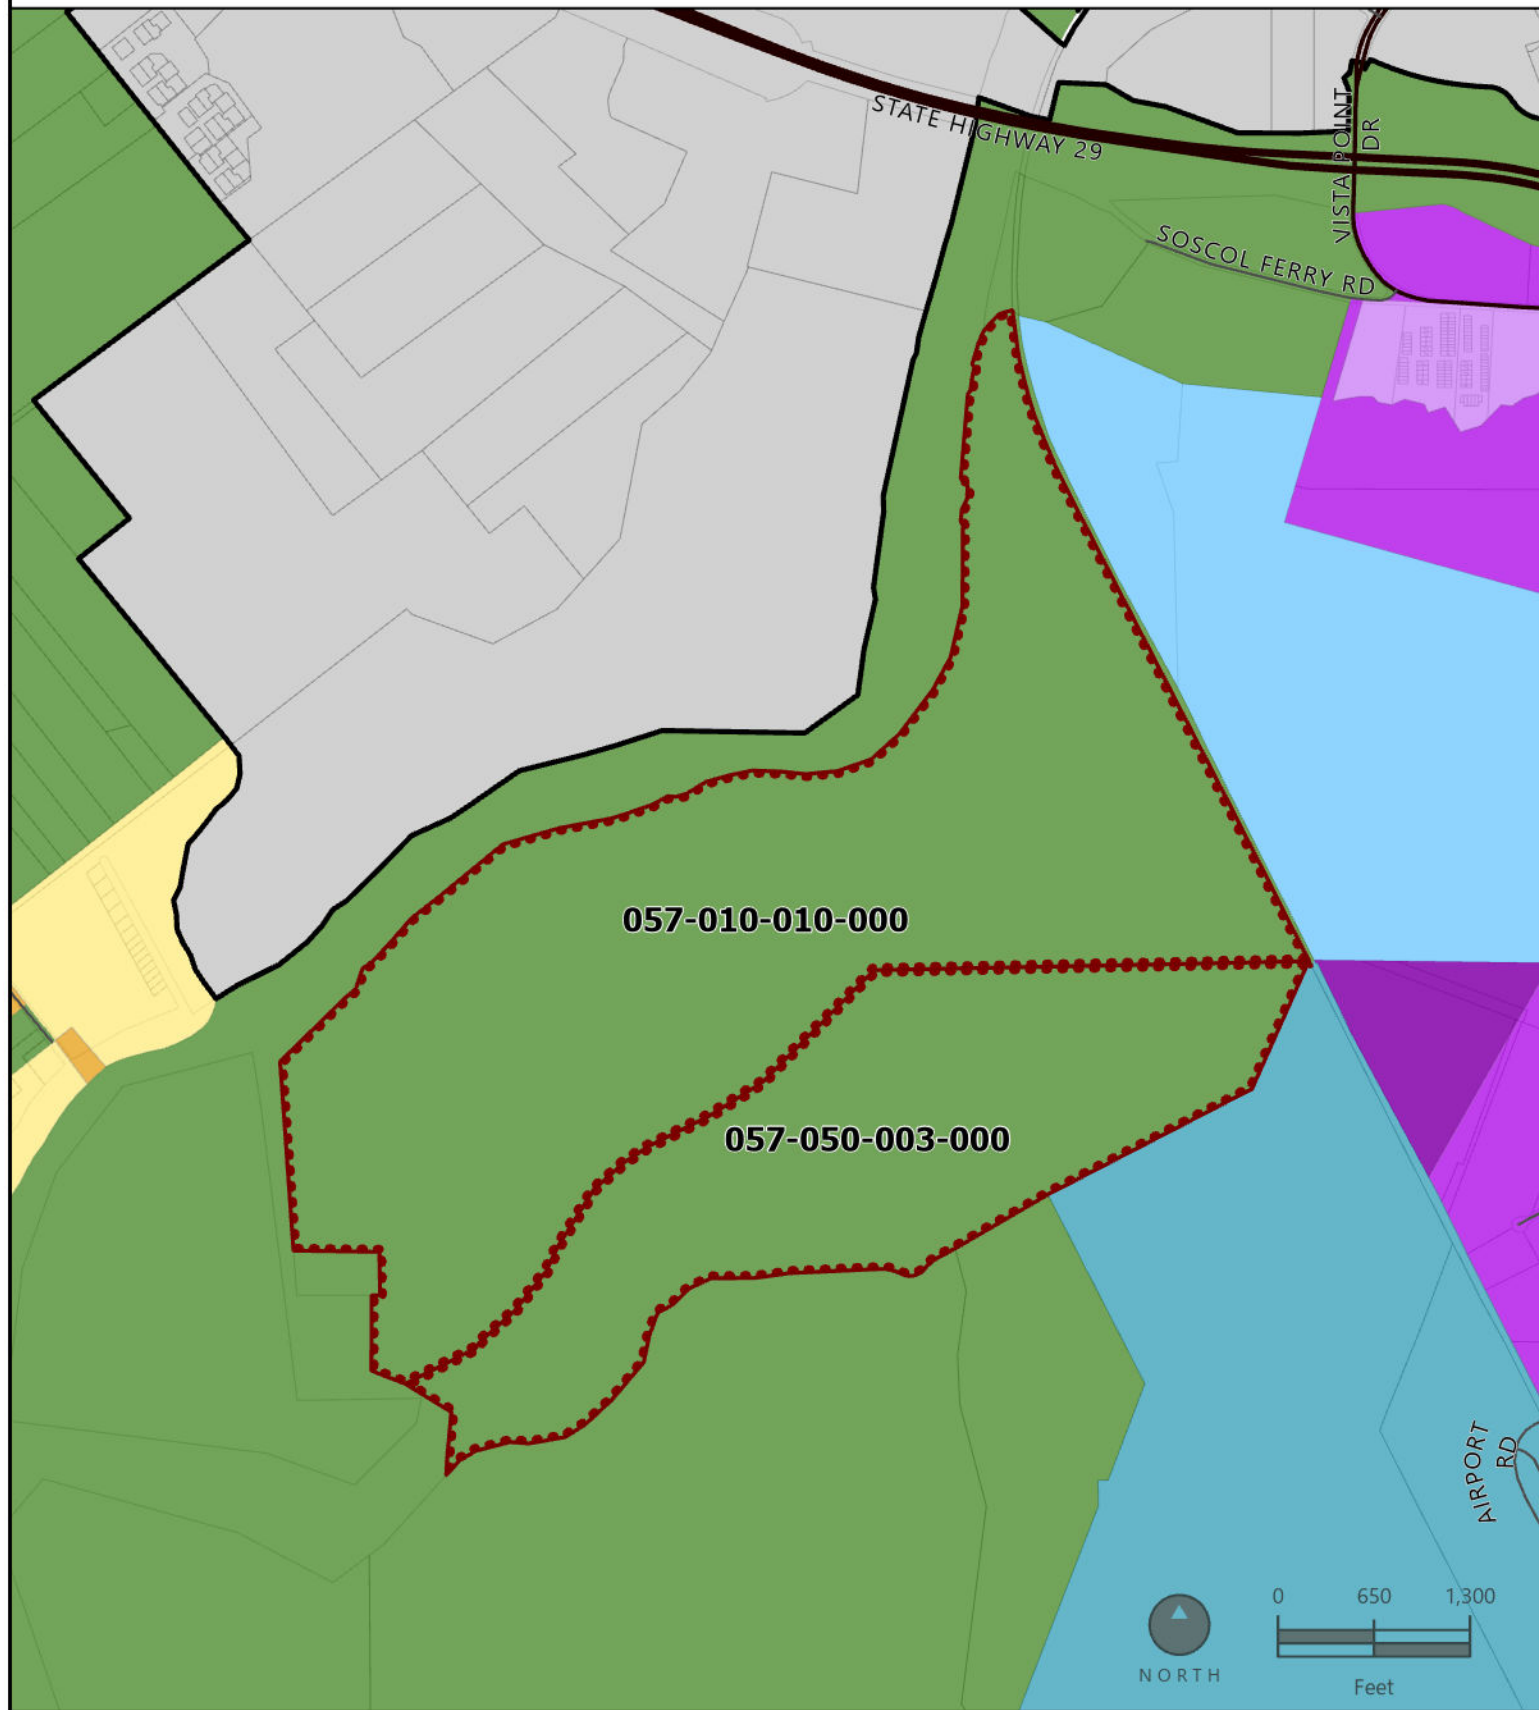 STATE HIGHWAY 29
VISTA POINT
DR
SOSCOL FERRY RD
057-010-010-000
057-050-003-000
AIRPORT
RD
0 650 1,300
Feet
NORTH